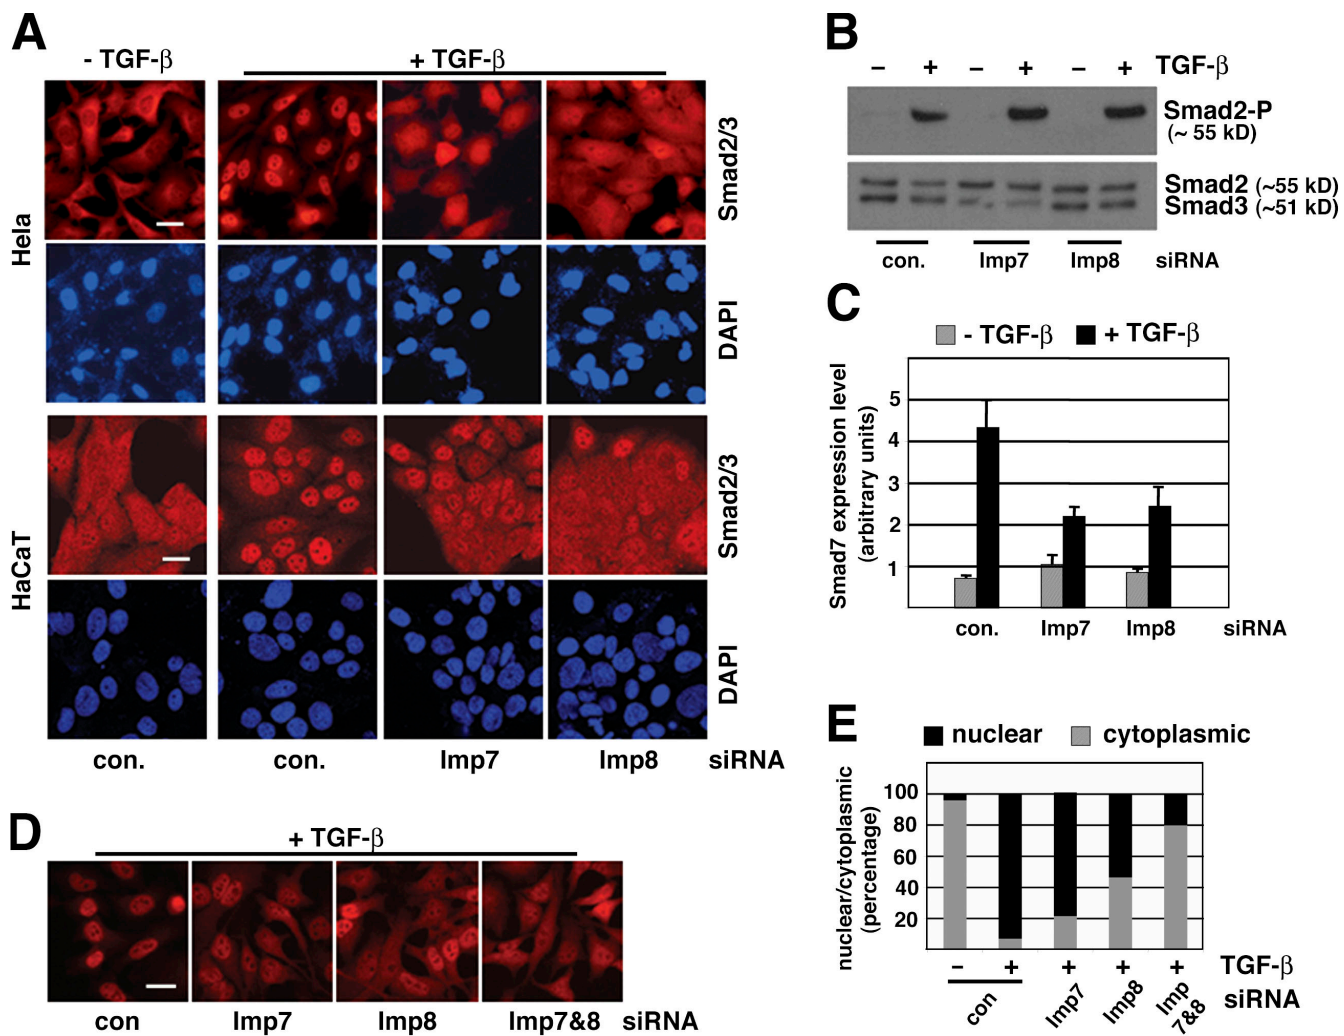 A
- TGF-β
+ TGF-β
Hela
Smad2/3
DAPI
HaCaT
Smad2/3
DAPI
con.
con.
Imp7
Imp8
siRNA
B
– + – + – + TGF-β
Smad2-P
(~ 55 kD)
Smad2 (~55 kD)
Smad3 (~51 kD)
con. Imp7 Imp8 siRNA
C
- TGF-β + TGF-β
Smad7 expression level
(arbitrary units)
5
4
3
2
1
con. Imp7 Imp8 siRNA
D
+ TGF-β
con Imp7 Imp8 Imp7&8 siRNA
E
nuclear cytoplasmic
nuclear/cytoplasmic
(percentage)
100
80
60
40
20
– + + + + TGF-β
con Imp7 Imp8 Imp
7&8
siRNA